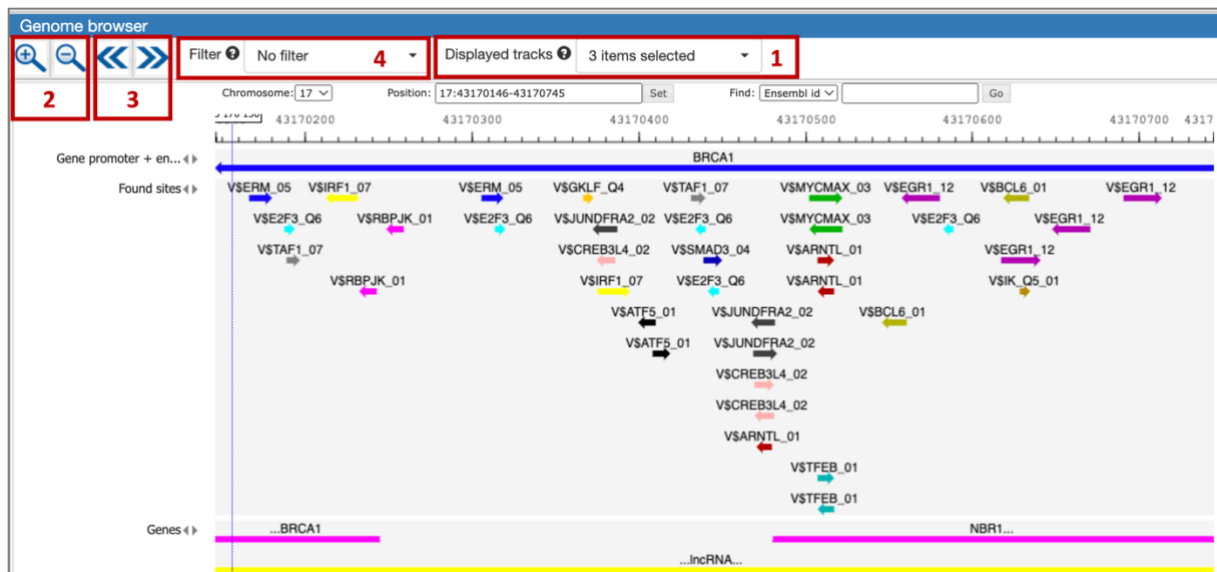 Genome browser
Filter ? No filter 4 Displayed tracks ? 3 items selected 1
2 3
Chromosome: 17 Position: 17:43170146-43170745 Set Find: Ensembl id Go
43170200 43170300 43170400 43170500 43170600 43170700 4317
Gene promoter + en... BRCA1
Found sites V$ERM_05 V$IRF1_07 V$ERM_05 V$GKLF_Q4 V$TAF1_07 V$MYCMAX_03 V$EGR1_12 V$BCL6_01 V$EGR1_12
V$E2F3_Q6 V$RBPJK_01 V$E2F3_Q6 V$JUNDFRA2_02 V$E2F3_Q6 V$MYCMAX_03 V$E2F3_Q6 V$EGR1_12
V$TAF1_07 V$CREB3L4_02 V$SMAD3_04 V$ARNTL_01 V$EGR1_12
V$RBPJK_01 V$IRF1_07 V$E2F3_Q6 V$ARNTL_01 V$IK_Q5_01
V$ATF5_01 V$JUNDFRA2_02 V$BCL6_01
V$ATF5_01 V$JUNDFRA2_02
V$CREB3L4_02
V$CREB3L4_02
V$ARNTL_01
V$TFEB_01
V$TFEB_01
Genes ...BRCA1 NBR1...
...lncRNA...